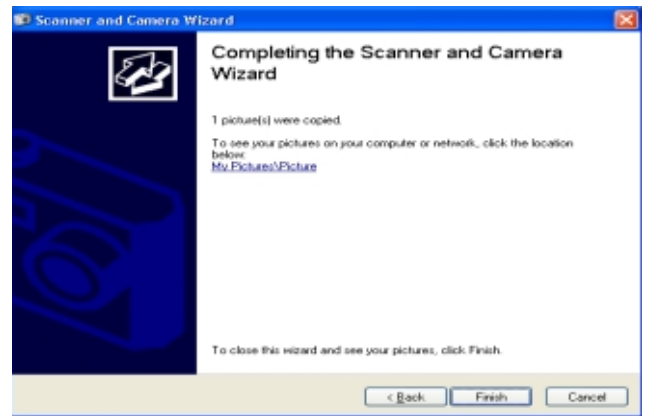 Scanner and Camera Wizard
Completing the Scanner and Camera
Wizard
1 picture(s) were copied.
To see your pictures on your computer or network, click the location
below:
My Pictures\Picture
To close this wizard and see your pictures, click Finish.
< Back
Finish
Cancel